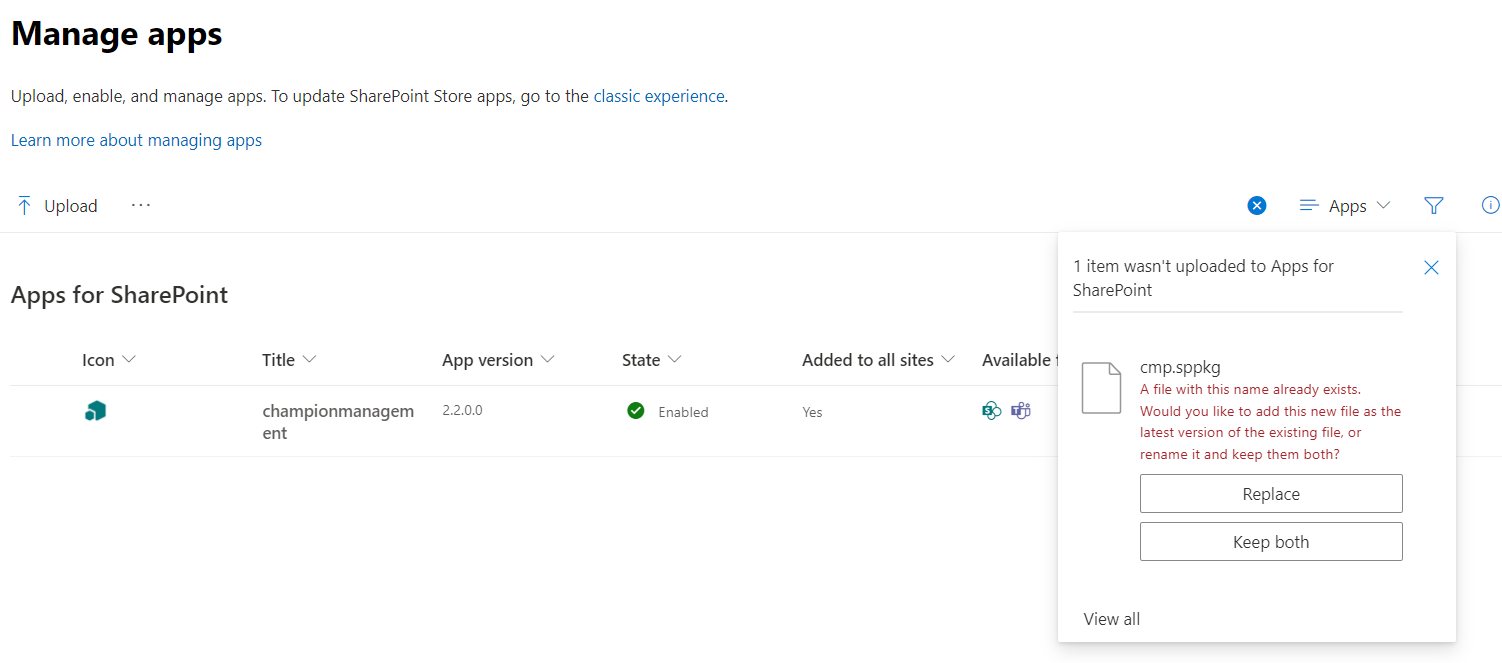 Manage apps
Upload, enable, and manage apps. To update SharePoint Store apps, go to the classic experience.
Learn more about managing apps
Upload ···
Apps
1 item wasn't uploaded to Apps for
SharePoint
Apps for SharePoint
Icon Title App version State Added to all sites Available
cmp.sppkg
A file with this name already exists.
Would you like to add this new file as the
latest version of the existing file, or
rename it and keep them both?
championmanagem
ent
2.2.0.0
Enabled
Yes
Replace
Keep both
View all